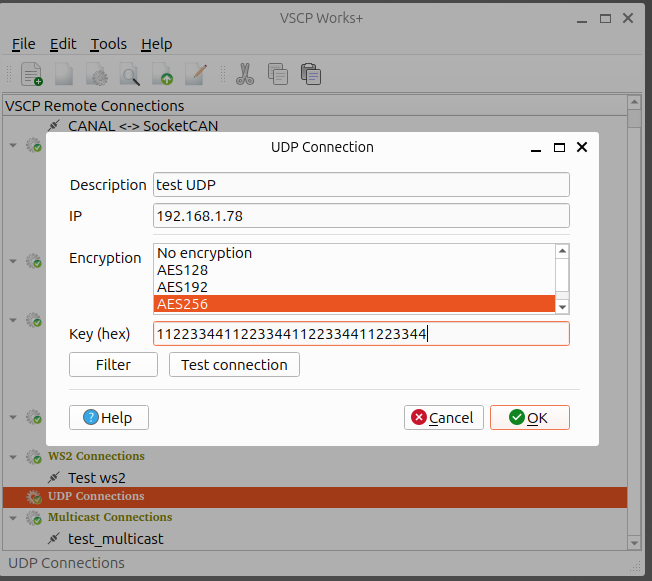 VSCP Works+
File Edit Tools Help
VSCP Remote Connections
CANAL <-> SocketCAN
UDP Connection
Description test UDP
IP 192.168.1.78
Encryption
No encryption
AES128
AES192
AES256
Key (hex) 11223344112233441122334411223344
Filter Test connection
Help Cancel OK
WS2 Connections
Test ws2
UDP Connections
Multicast Connections
test_multicast
UDP Connections